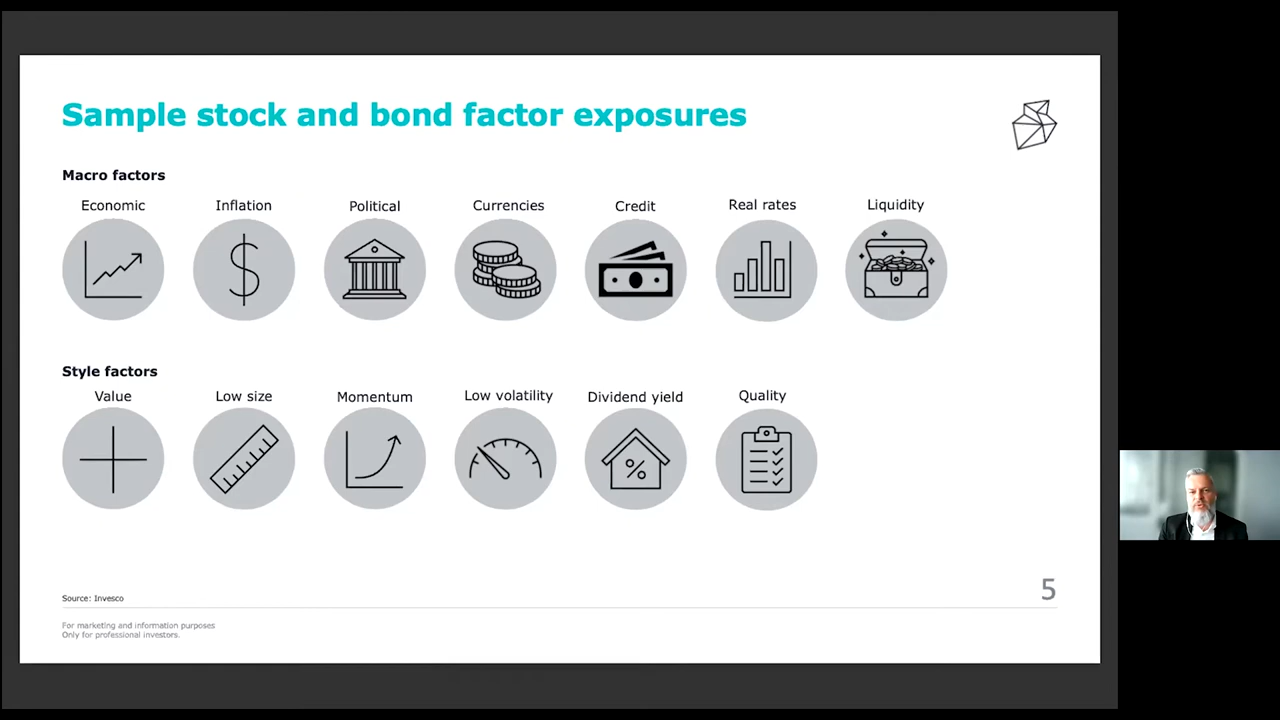 Sample stock and bond factor exposures
Macro factors
Economic Inflation Political Currencies Credit Real rates Liquidity
Style factors
Value Low size Momentum Low volatility Dividend yield Quality
Source: Invesco
5
For marketing and information purposes
Only for professional investors.